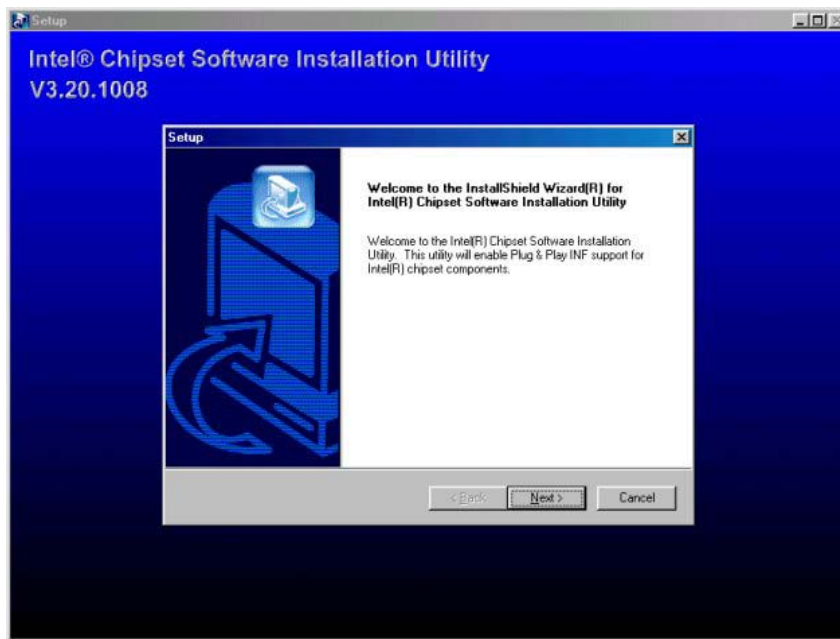 Setup
Intel® Chipset Software Installation Utility
V3.20.1008
Setup
Welcome to the InstallShield Wizard(R) for
Intel(R) Chipset Software Installation Utility
Welcome to the Intel(R) Chipset Software Installation
Utility. This utility will enable Plug & Play INF support for
Intel(R) chipset components.
< Back
Next >
Cancel